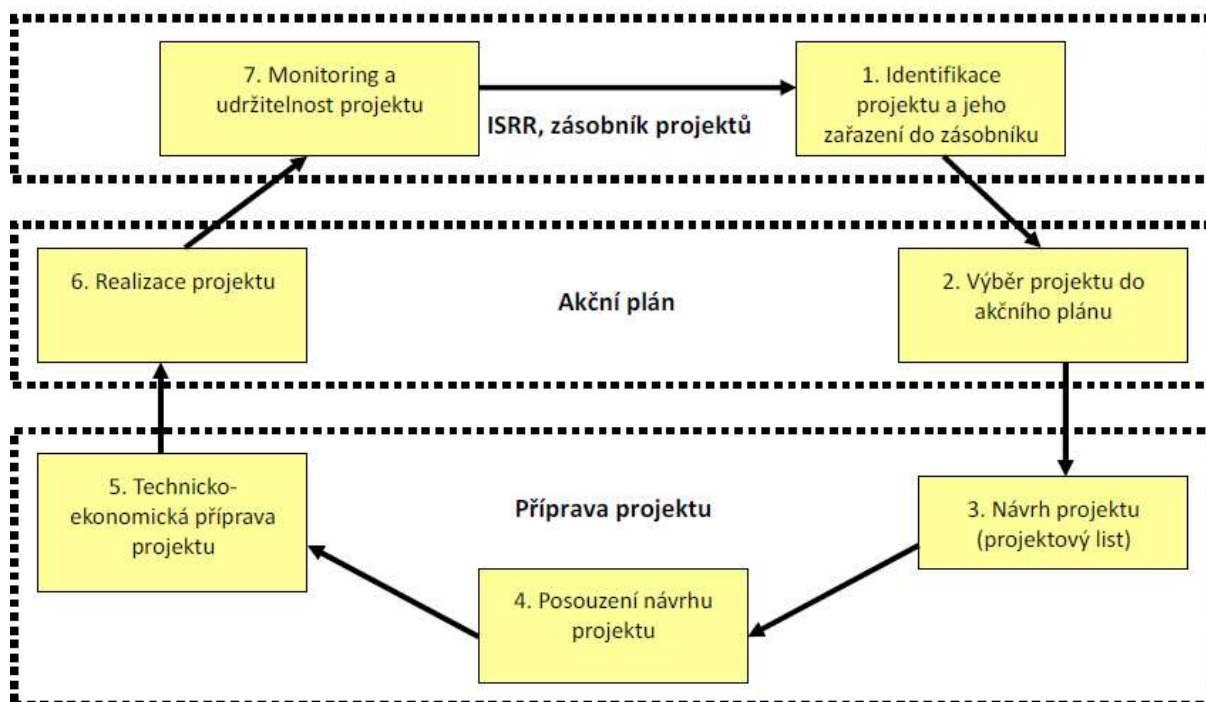 7. Monitoring a
udržitelnost projektu
ISRR, zásobník projektů
1. Identifikace
projektu a jeho
zařazení do zásobníku
6. Realizace projektu
Akční plán
2. Výběr projektu do
akčního plánu
5. Technicko-
ekonomická příprava
projektu
Příprava projektu
3. Návrh projektu
(projektový list)
4. Posouzení návrhu
projektu